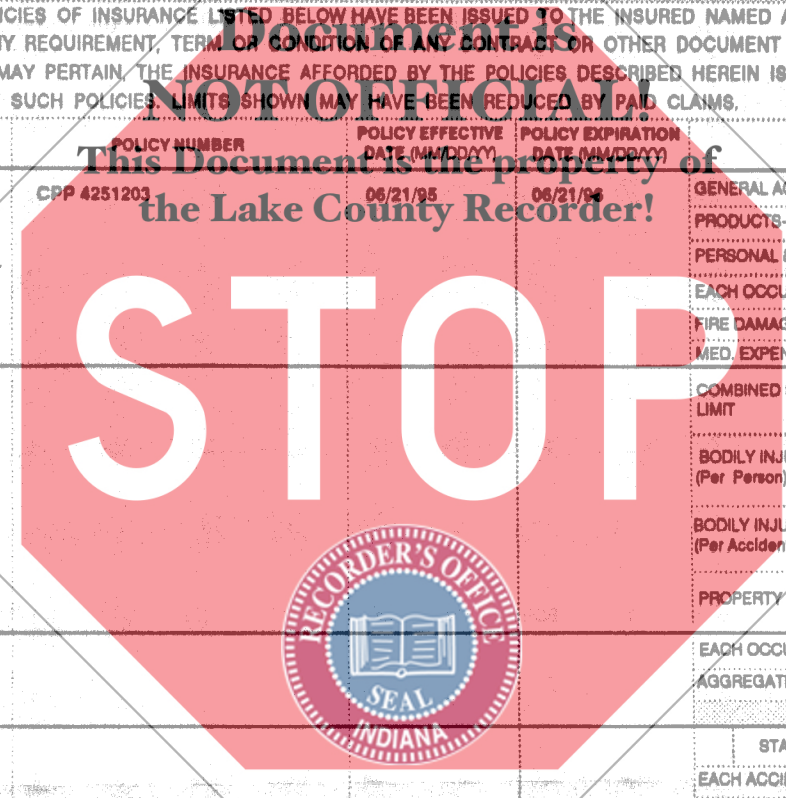 CIES OF INSURANCE LISTED BELOW HAVE BEEN ISSUED TO THE INSURED NAMED A
Document is
Y REQUIREMENT, TERM OR CONDITION OF ANY CONTRACT OR OTHER DOCUMENT
MAY PERTAIN, THE INSURANCE AFFORDED BY THE POLICIES DESCRIBED HEREIN IS
NOT OFFICIAL!
SUCH POLICIES. LIMITS SHOWN MAY HAVE BEEN REDUCED BY PAID CLAIMS.
POLICY NUMBER
POLICY EFFECTIVE
DATE (MM/DD/YY)
POLICY EXPIRATION
DATE (MM/DD/YY)
This Document is the property of
the Lake County Recorder!
CPP 4251203
06/21/95
06/21/96
GENERAL AG
PRODUCTS-
PERSONAL &
EACH OCCU
FIRE DAMAG
MED. EXPEN
STOP
COMBINED
LIMIT
BODILY INJU
(Per Person)
BODILY INJU
(Per Accident
PROPERTY
RECORDER'S OFFICE
SEAL
INDIANA
EACH OCCU
AGGREGATE
STA
EACH ACCI